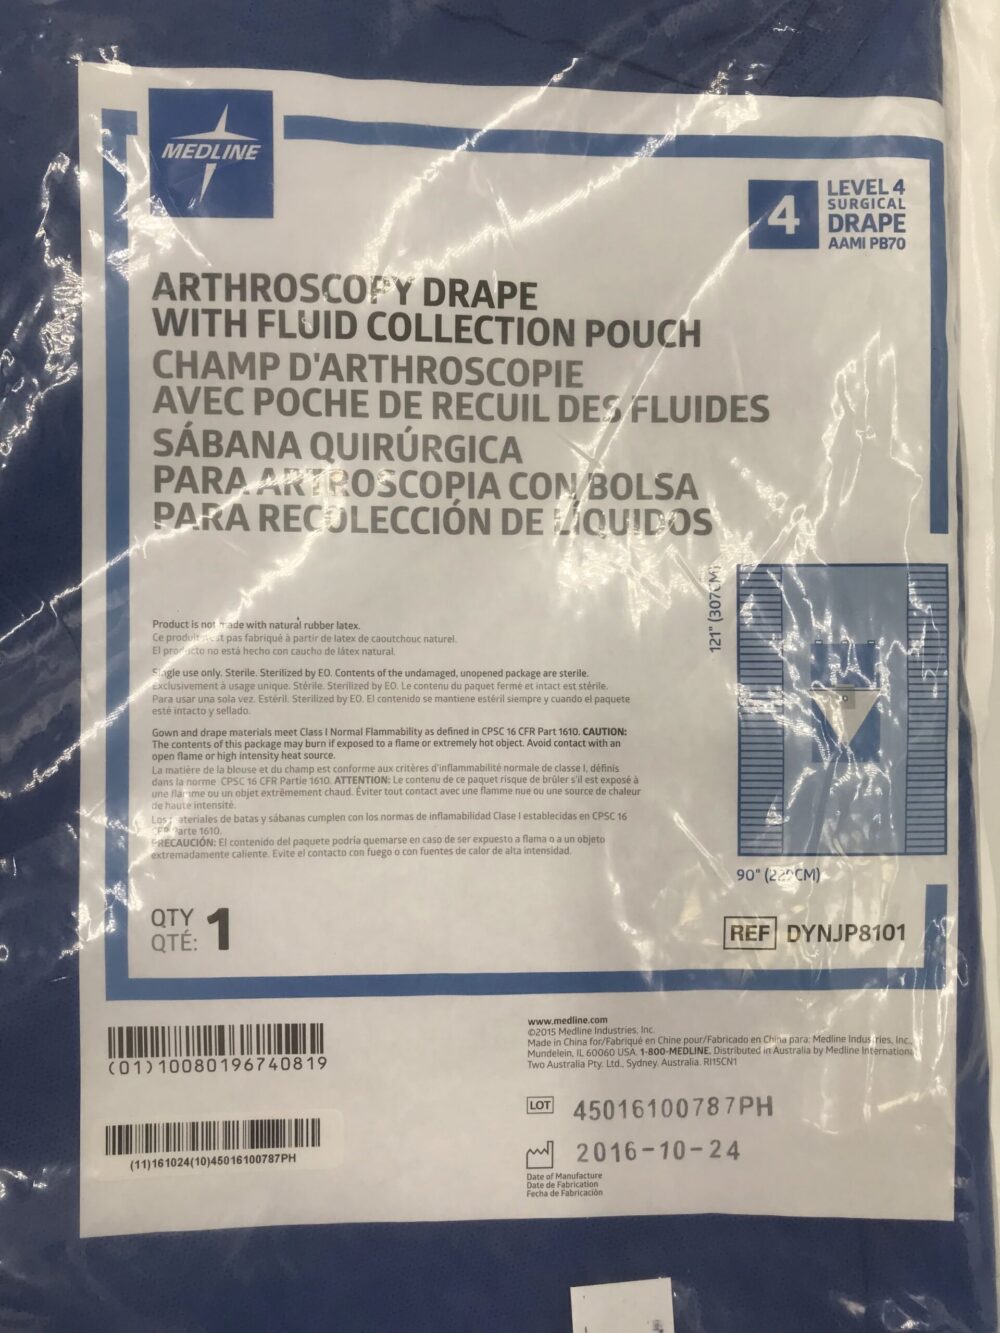 MEDLINE
4
LEVEL 4
SURGICAL
DRAPE
AAMI PB70
ARTHROSCOPY DRAPE
WITH FLUID COLLECTION POUCH
CHAMP D'ARTHROSCOPIE
AVEC POCHE DE RECUIL DES FLUIDES
SÁBANA QUIRÚRGICA
PARA ARTROSCOPIA CON BOLSA
PARA RECOLECCIÓN DE LÍQUIDOS
121" (307CM)
Product is not made with natural rubber latex.
Ce produit n'est pas fabriqué à partir de latex de caoutchouc naturel.
El producto no está hecho con caucho de látex natural.
Single use only. Sterile. Sterilized by EO. Contents of the undamaged, unopened package are sterile.
Exclusivement à usage unique. Stérile. Sterilized by EO. Le contenu du paquet fermé et intact est stérile.
Para usar una sola vez. Estéril. Sterilized by EO. El contenido se mantiene estéril siempre y cuando el paquete
esté intacto y sellado.
Gown and drape materials meet Class I Normal Flammability as defined in CPSC 16 CFR Part 1610. CAUTION:
The contents of this package may burn if exposed to a flame or extremely hot object. Avoid contact with an
open flame or high intensity heat source.
La matière de la blouse et du champ est conforme aux critères d'inflammabilité normale de classe I, définis
dans la norme CPSC 16 CFR Partie 1610. ATTENTION: Le contenu de ce paquet risque de brûler s'il est exposé à
une flamme ou un objet extrêmement chaud. Éviter tout contact avec une flamme nue ou une source de chaleur
de haute intensité.
Los materiales de batas y sábanas cumplen con los normas de inflamabilidad Clase I establecidas en CPSC 16
CFR Parte 1610.
PRECAUCIÓN: El contenido del paquete podría quemarse en caso de ser expuesto a flama o a un objeto
extremadamente caliente. Evite el contacto con fuego o con fuentes de calor de alta intensidad.
90" (229CM)
QTY
QTÉ: 1
REF DYNJP8101
(01)10080196740819
(11)161024(10)45016100787PH
www.medline.com
©2015 Medline Industries, Inc.
Made in China for/Fabriqué en Chine pour/Fabricado en China para: Medline Industries, Inc.,
Mundelein, IL 60060 USA. 1-800-MEDLINE. Distributed in Australia by Medline International
Two Australia Pty. Ltd., Sydney, Australia. RI15CN1
LOT 45016100787PH
2016-10-24
Date of Manufacture
Date de Fabrication
Fecha de Fabricación